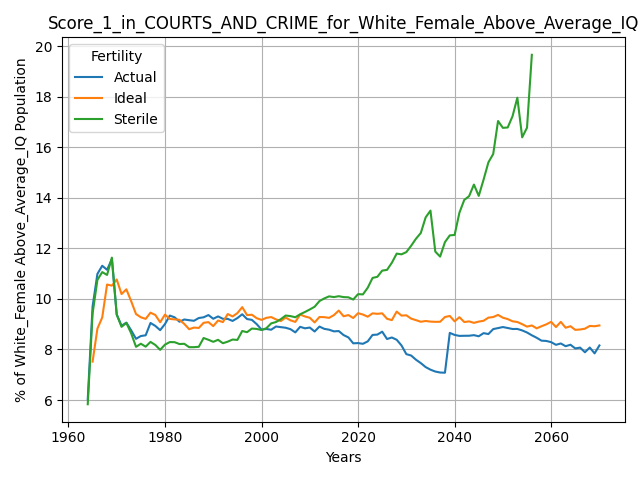 Score_1_in_COURTS_AND_CRIME_for_White_Female_Above_Average_IQ
% of White_Female Above_Average_IQ Population
20
18
16
14
12
10
8
6
Fertility
Actual
Ideal
Sterile
1960 1980 2000 2020 2040 2060
Years